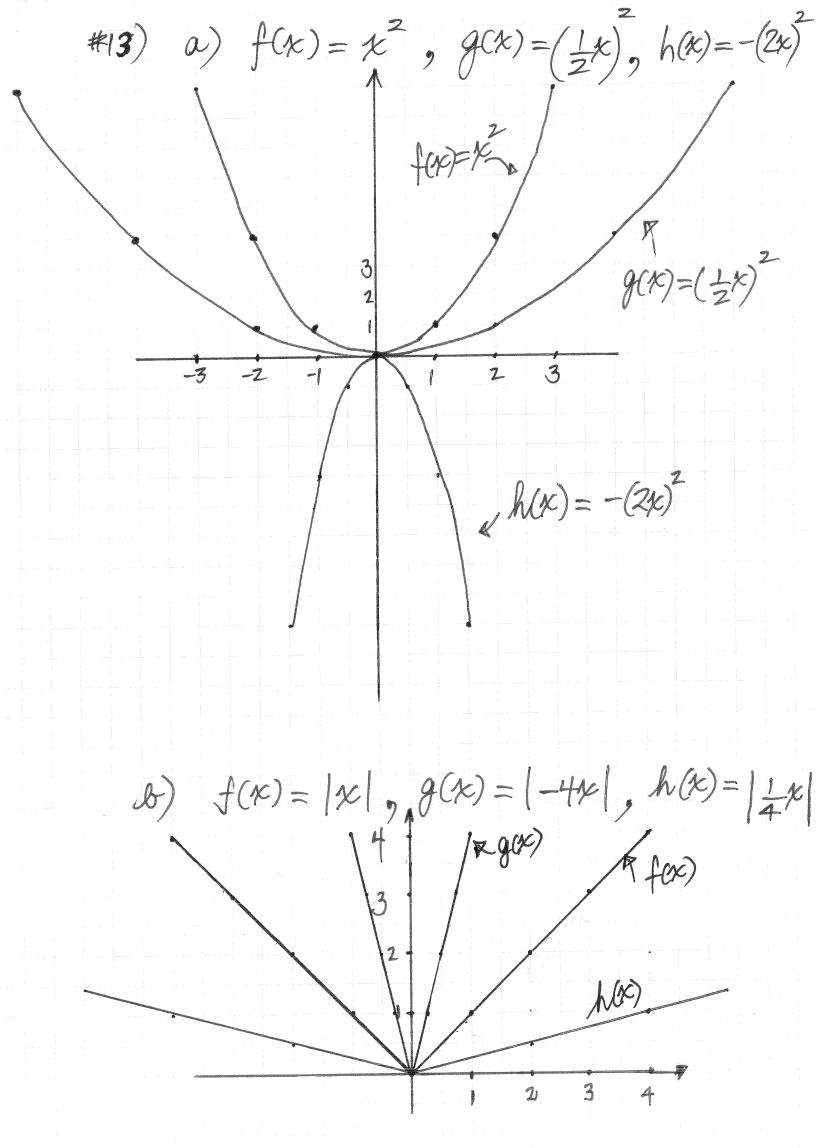 #13) a) f(x) = x², g(x) = (½x)², h(x) = -(2x)²
f(x)=x²
3
2
1
g(x)=(½x)²
-3 -2 -1 1 2 3
h(x) = -(2x)²
b) f(x) = |x|, g(x) = |-4x|, h(x) = |¼x|
4
g(x)
f(x)
3
2
h(x)
1
1 2 3 4